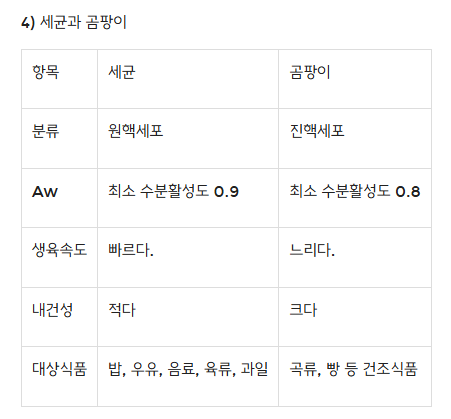 4) 세균과 곰팡이
항목 세균 곰팡이
분류 원핵세포 진핵세포
Aw 최소 수분활성도 0.9 최소 수분활성도 0.8
생육속도 빠르다. 느리다.
내건성 적다 크다
대상식품 밥, 우유, 음료, 육류, 과일 곡류, 빵 등 건조식품